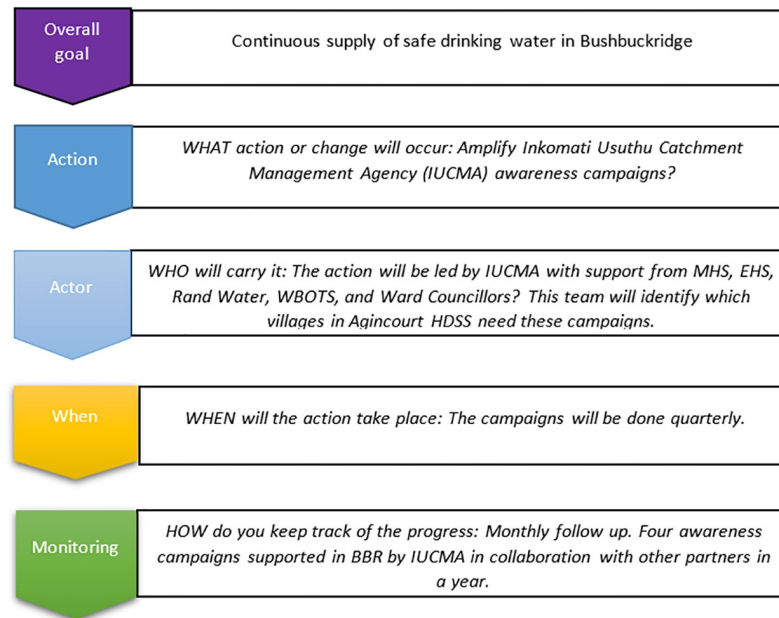 Overall
goal
Continuous supply of safe drinking water in Bushbuckridge
Action
WHAT action or change will occur: Amplify Inkomati Usuthu Catchment
Management Agency (IUCMA) awareness campaigns?
Actor
WHO will carry it: The action will be led by IUCMA with support from MHS, EHS,
Rand Water, WBOTS, and Ward Councillors? This team will identify which
villages in Agincourt HDSS need these campaigns.
When
WHEN will the action take place: The campaigns will be done quarterly.
Monitoring
HOW do you keep track of the progress: Monthly follow up. Four awareness
campaigns supported in BBR by IUCMA in collaboration with other partners in
a year.